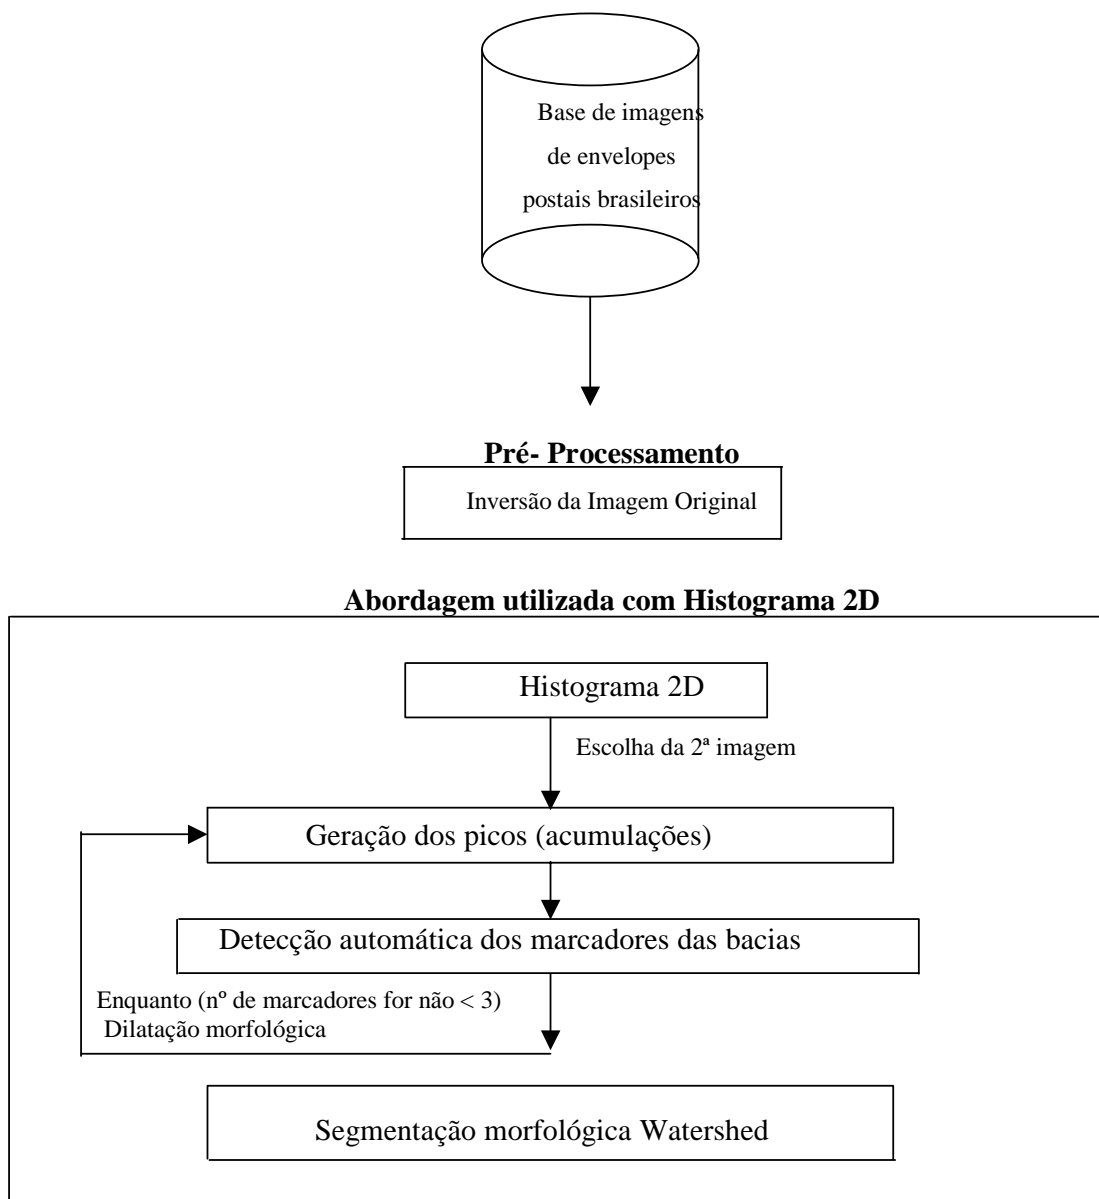 Base de imagens
de envelopes
postais brasileiros
Pré- Processamento
Inversão da Imagem Original
Abordagem utilizada com Histograma 2D
Histograma 2D
Escolha da 2ª imagem
Geração dos picos (acumulações)
Detecção automática dos marcadores das bacias
Enquanto (nº de marcadores for não < 3)
Dilatação morfológica
Segmentação morfológica Watershed